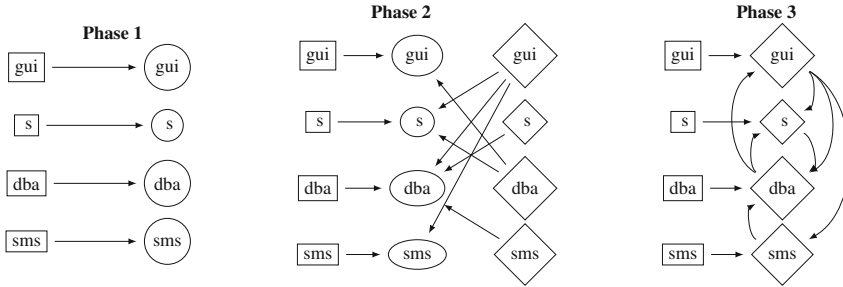 Phase 1
gui gui
s s
dba dba
sms sms
Phase 2
gui gui gui
s s s
dba dba dba
sms sms sms
Phase 3
gui gui
s s
dba dba
sms sms